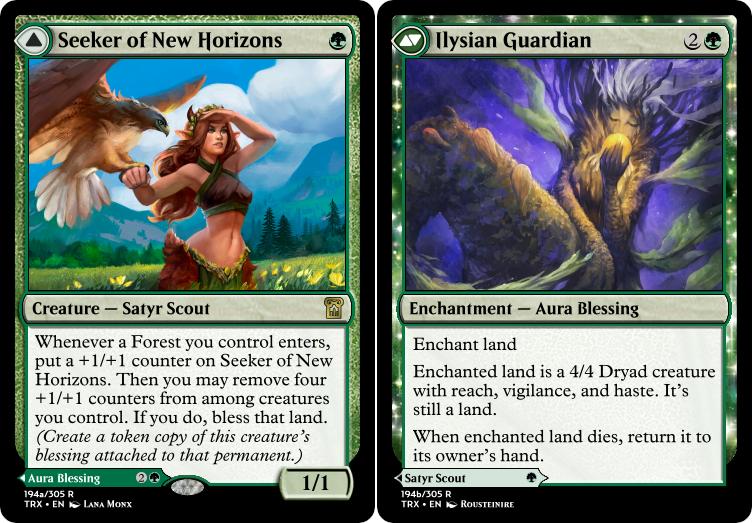 Seeker of New Horizons
Creature — Satyr Scout
Whenever a Forest you control enters,
put a +1/+1 counter on Seeker of New
Horizons. Then you may remove four
+1/+1 counters from among creatures
you control. If you do, bless that land.
(Create a token copy of this creature's
blessing attached to that permanent.)
Aura Blessing 2
1/1
194a/305 R
TRX • EN Lana Monx
Ilysian Guardian 2
Enchantment — Aura Blessing
Enchant land
Enchanted land is a 4/4 Dryad creature
with reach, vigilance, and haste. It's
still a land.
When enchanted land dies, return it to
its owner's hand.
Satyr Scout
194b/305 R
TRX • EN Rousteinire